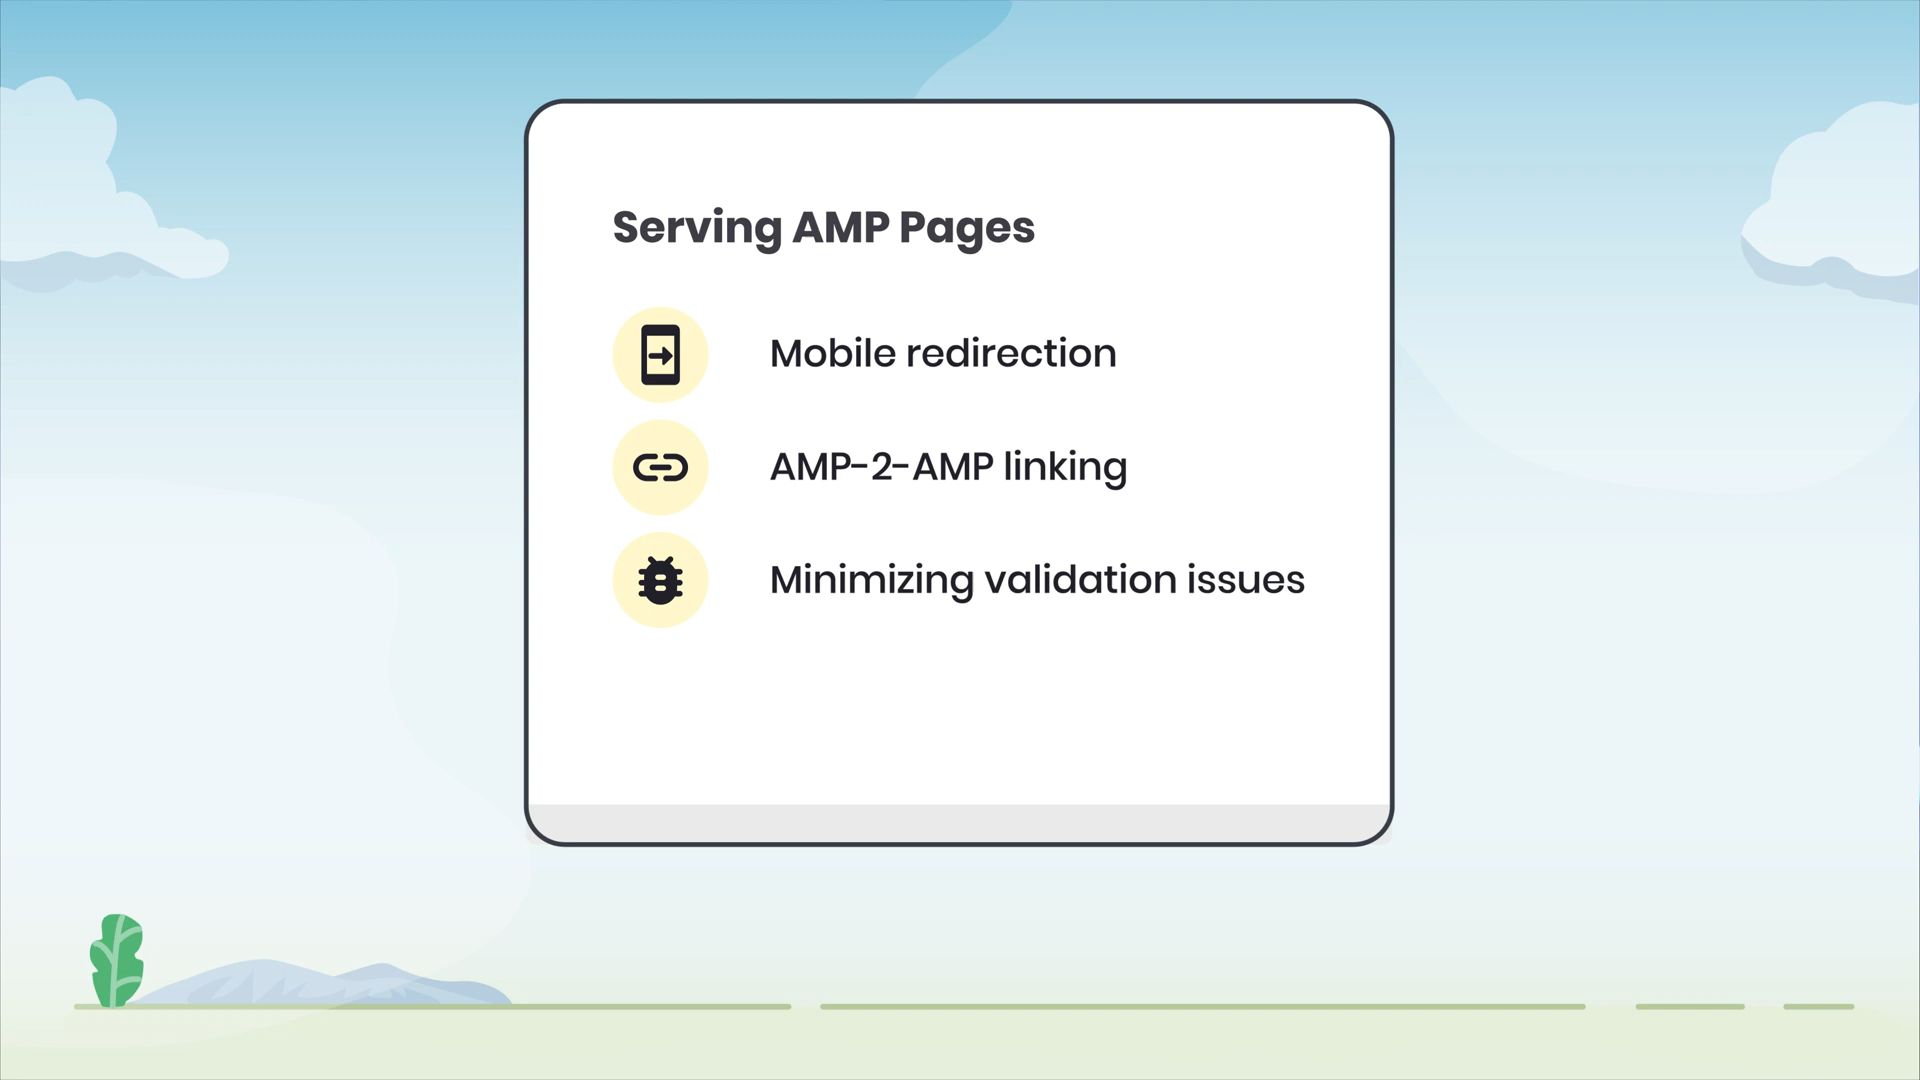 Serving AMP Pages
Mobile redirection
AMP-2-AMP linking
Minimizing validation issues